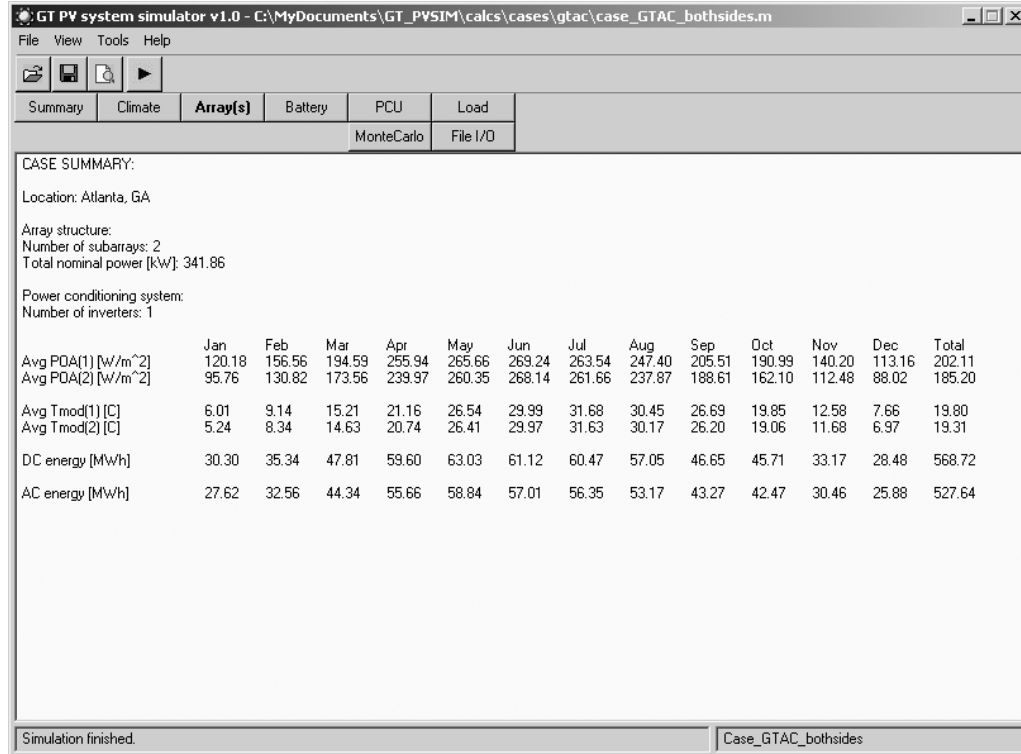 GT PV system simulator v1.0 - C:\MyDocuments\GT_PVSIM\calcs\cases\gtac\case_GTAC_bothsides.m
File View Tools Help
Summary Climate Array(s) Battery PCU Load
MonteCarlo File I/O
CASE SUMMARY:
Location: Atlanta, GA
Array structure:
Number of subarrays: 2
Total nominal power [kW]: 341.86
Power conditioning system:
Number of inverters: 1
Jan Feb Mar Apr May Jun Jul Aug Sep Oct Nov Dec Total
Avg POA(1) [W/m^2] 120.18 156.56 194.59 255.94 265.66 269.24 263.54 247.40 205.51 190.99 140.20 113.16 202.11
Avg POA(2) [W/m^2] 95.76 130.82 173.56 239.97 260.35 268.14 261.66 237.87 188.61 162.10 112.48 88.02 185.20
Avg Tmod(1) [C] 6.01 9.14 15.21 21.16 26.54 29.99 31.68 30.45 26.69 19.85 12.58 7.66 19.80
Avg Tmod(2) [C] 5.24 8.34 14.63 20.74 26.41 29.97 31.63 30.17 26.20 19.06 11.68 6.97 19.31
DC energy [MWh] 30.30 35.34 47.81 59.60 63.03 61.12 60.47 57.05 46.65 45.71 33.17 28.48 568.72
AC energy [MWh] 27.62 32.56 44.34 55.66 58.84 57.01 56.35 53.17 43.27 42.47 30.46 25.88 527.64
Simulation finished. Case_GTAC_bothsides